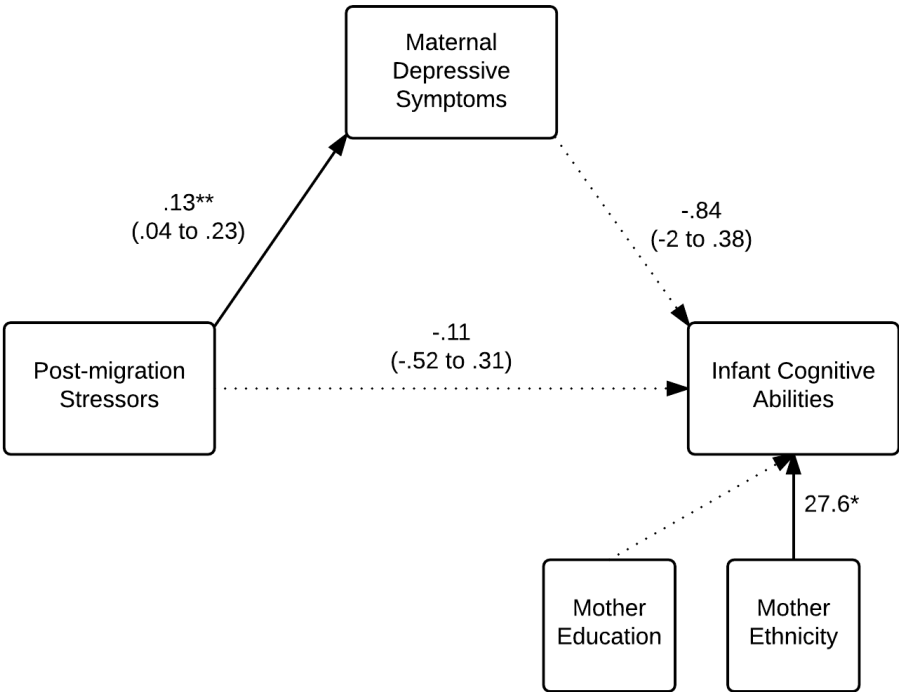 Maternal
Depressive
Symptoms
.13**
(.04 to .23)
-.84
(-2 to .38)
-.11
(-.52 to .31)
Post-migration
Stressors
Infant Cognitive
Abilities
27.6*
Mother
Education
Mother
Ethnicity